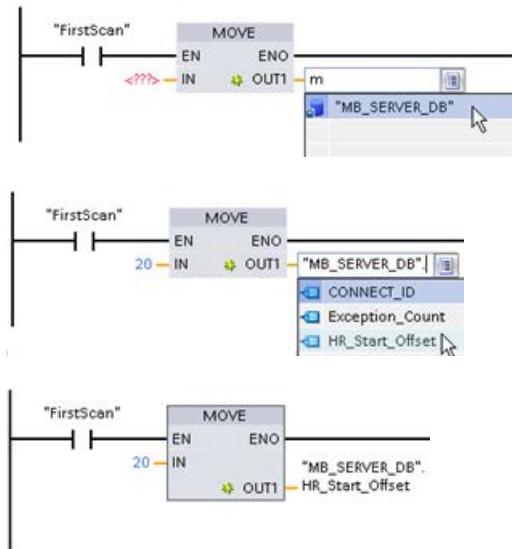 "FirstScan"
MOVE
EN ENO
<???> IN OUT1 m
"MB_SERVER_DB"
"FirstScan"
MOVE
EN ENO
20 IN OUT1 "MB_SERVER_DB".
CONNECT_ID
Exception_Count
HR_Start_Offset
"FirstScan"
MOVE
EN ENO
20 IN
"MB_SERVER_DB".
OUT1 HR_Start_Offset